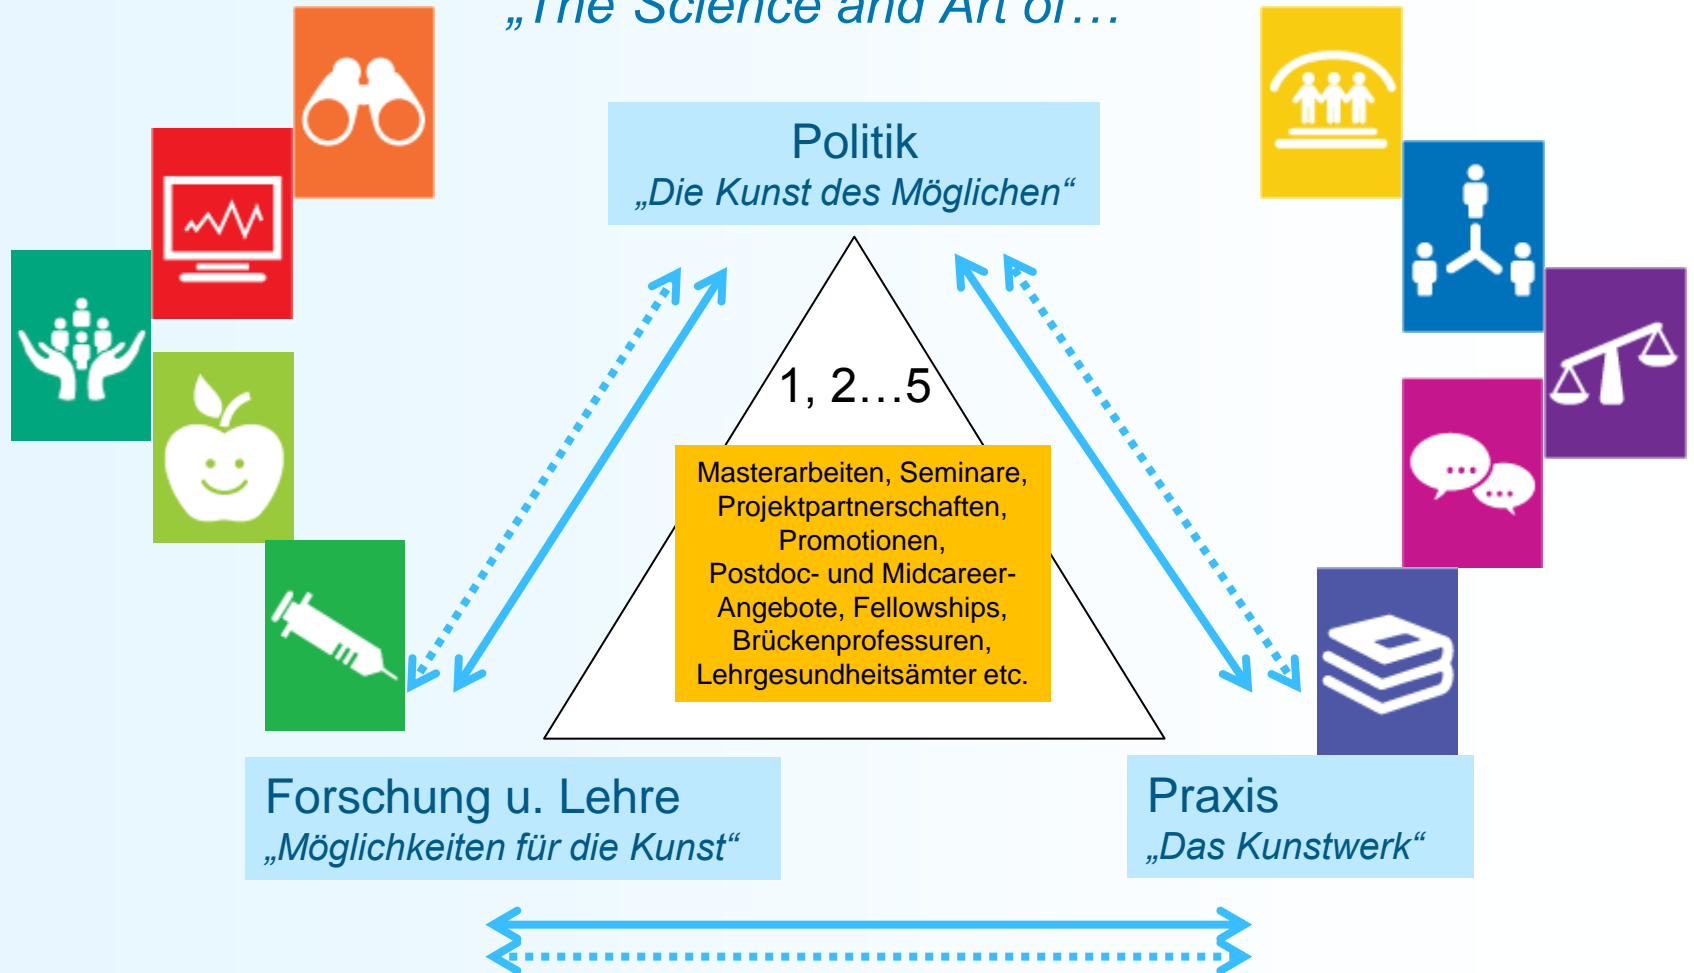 „The Science and Art of…
Politik
„Die Kunst des Möglichen“
1, 2…5
Masterarbeiten, Seminare,
Projektpartnerschaften,
Promotionen,
Postdoc- und Midcareer-
Angebote, Fellowships,
Brückenprofessuren,
Lehrgesundheitsämter etc.
Forschung u. Lehre
„Möglichkeiten für die Kunst“
Praxis
„Das Kunstwerk“